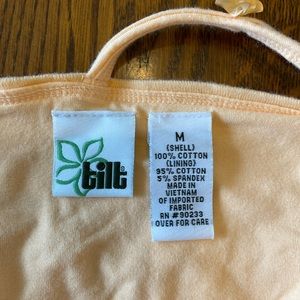 tilt
M
(SHELL)
100% COTTON
(LINING)
95% COTTON
5% SPANDEX
MADE IN
VIETNAM
OF IMPORTED
FABRIC
RN #90233
OVER FOR CARE